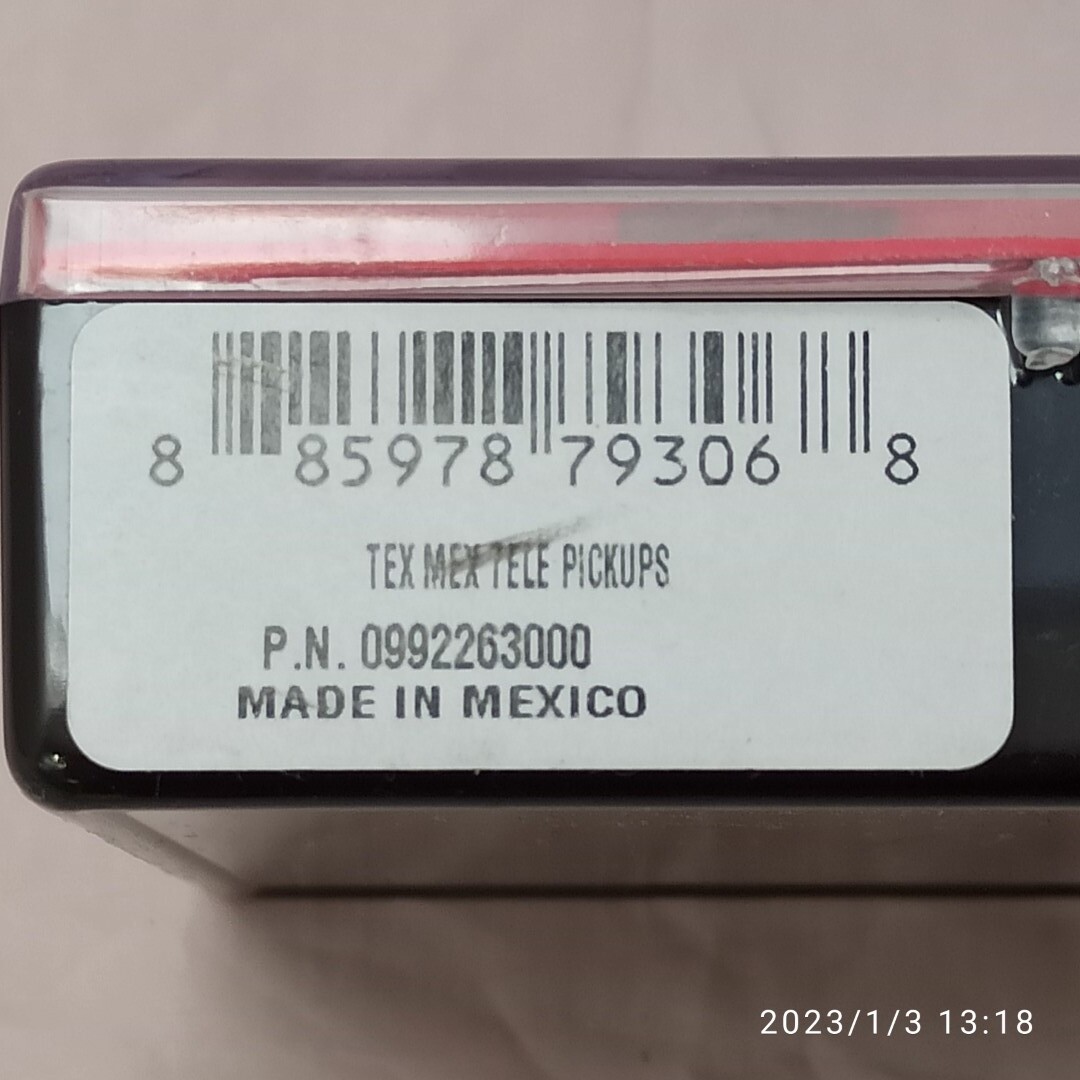 8 85978 79306 8
TEX MEX TELE PICKUPS
P.N. 0992263000
MADE IN MEXICO
2023/1/3 13:18